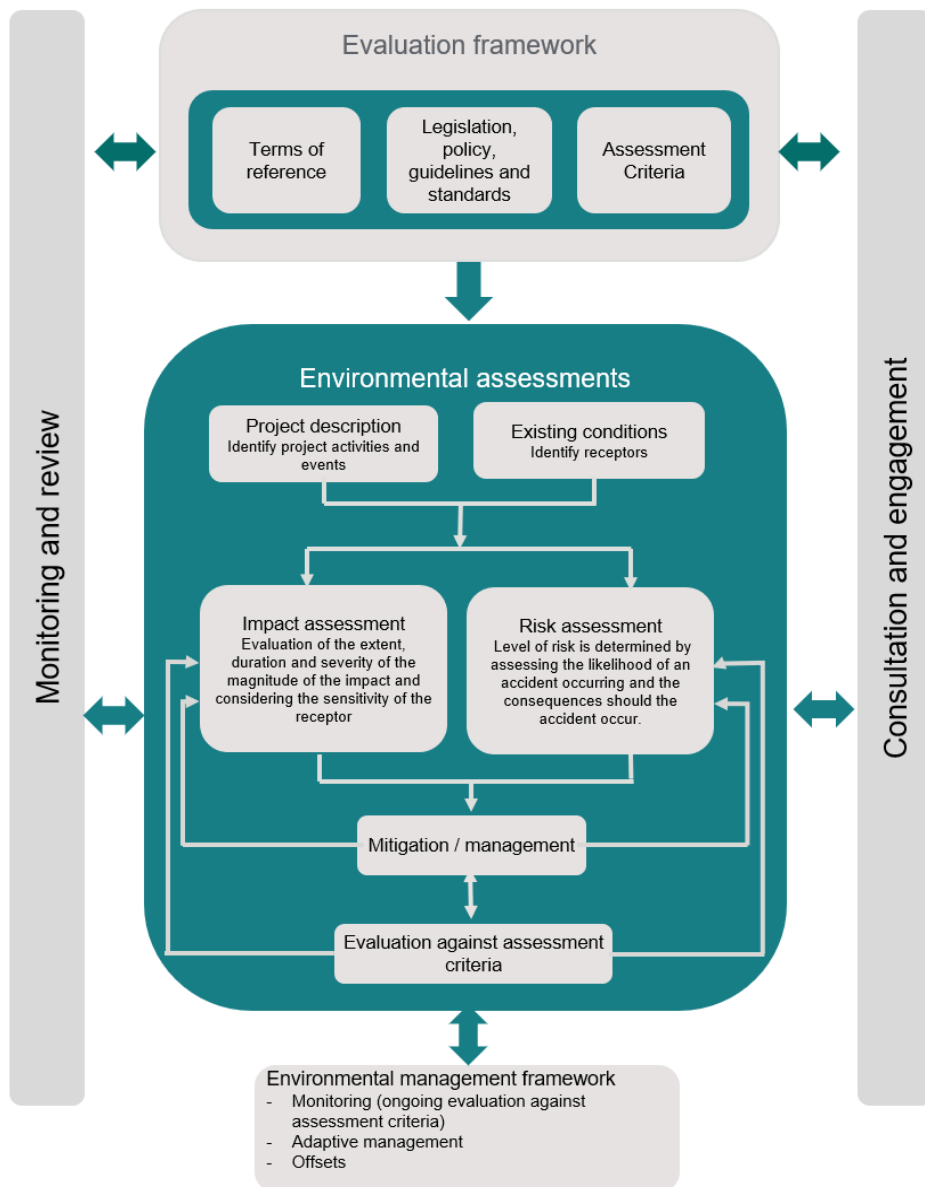 Evaluation framework
Terms of
reference
Legislation,
policy,
guidelines and
standards
Assessment
Criteria
Monitoring and review
Consultation and engagement
Environmental assessments
Project description
Identify project activities and
events
Existing conditions
Identify receptors
Impact assessment
Evaluation of the extent,
duration and severity of the
magnitude of the impact and
considering the sensitivity of the
receptor
Risk assessment
Level of risk is determined by
assessing the likelihood of an
accident occurring and the
consequences should the
accident occur.
Mitigation / management
Evaluation against assessment
criteria
Environmental management framework
- Monitoring (ongoing evaluation against
assessment criteria)
- Adaptive management
- Offsets